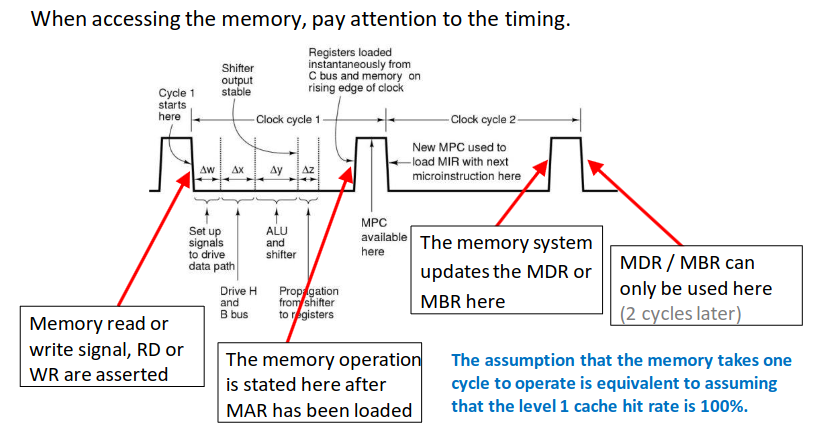 When accessing the memory, pay attention to the timing.
Registers loaded
instantaneously from
C bus and memory on
rising edge of clock
Shifter
output
stable
Cycle 1
starts
here
Clock cycle 1
Clock cycle 2
New MPC used to
load MIR with next
microinstruction here
Δw
Δx
Δy
Δz
Set up
signals
to drive
data path
ALU
and
shifter
MPC
available
here
Drive H
and
B bus
Propagation
from shifter
to registers
The memory system
updates the MDR or
MBR here
MDR / MBR can
only be used here
(2 cycles later)
Memory read or
write signal, RD or
WR are asserted
The memory operation
is stated here after
MAR has been loaded
The assumption that the memory takes one
cycle to operate is equivalent to assuming
that the level 1 cache hit rate is 100%.